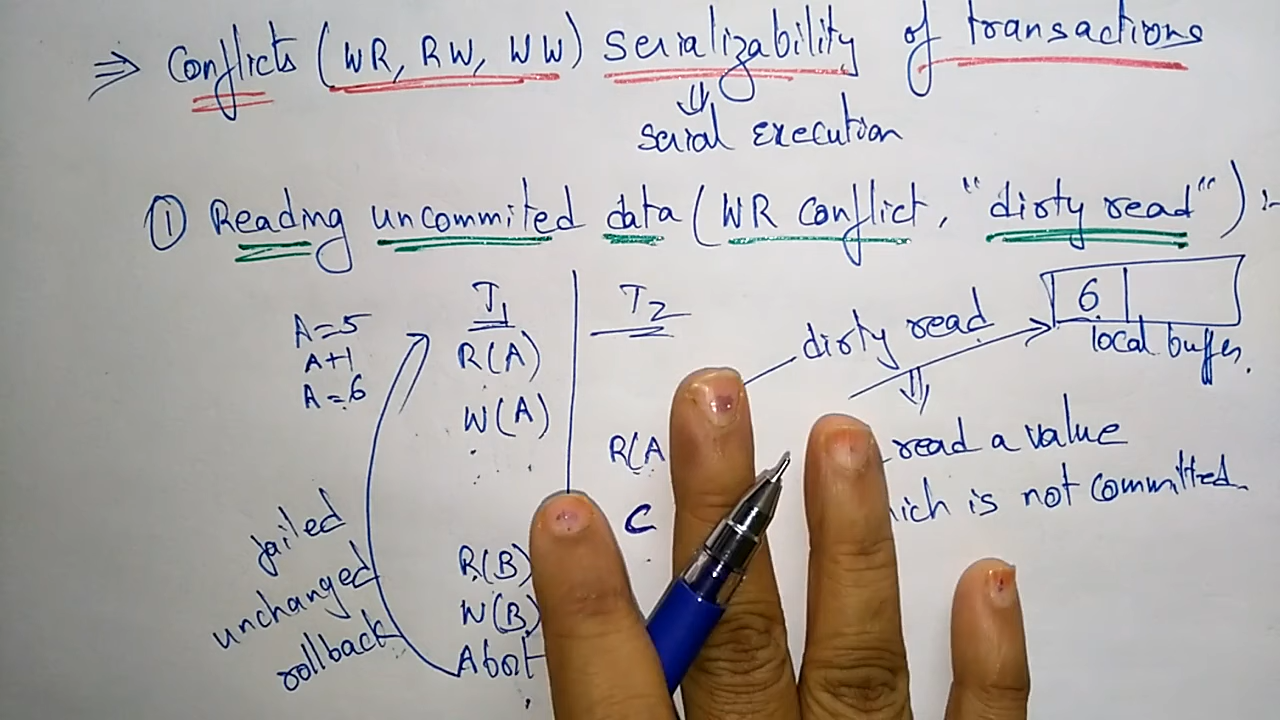 ⇒ Conflicts (WR, RW, WW) Serializability of transactions
⇓
serial execution
① Reading uncommited data (WR conflict, "dirty read") :-
T1 T2
6
A=5
A+1
A=6
R(A)
W(A)
dirty read
local buffer.
⇓
R(A
read a value
which is not committed.
C
failed
unchanged
rollback
R(B)
W(B)
Abort